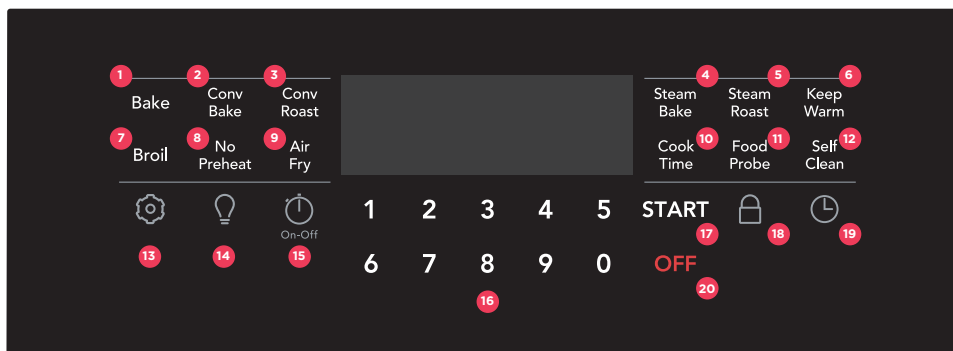 1 2 3 4 5 6
Bake Conv Bake Conv Roast Steam Bake Steam Roast Keep Warm
7 8 9 10 11 12
Broil No Preheat Air Fry Cook Time Food Probe Self Clean
1 2 3 4 5 START
On-Off
13 14 15 17 18 19
6 7 8 9 0 OFF
16 20